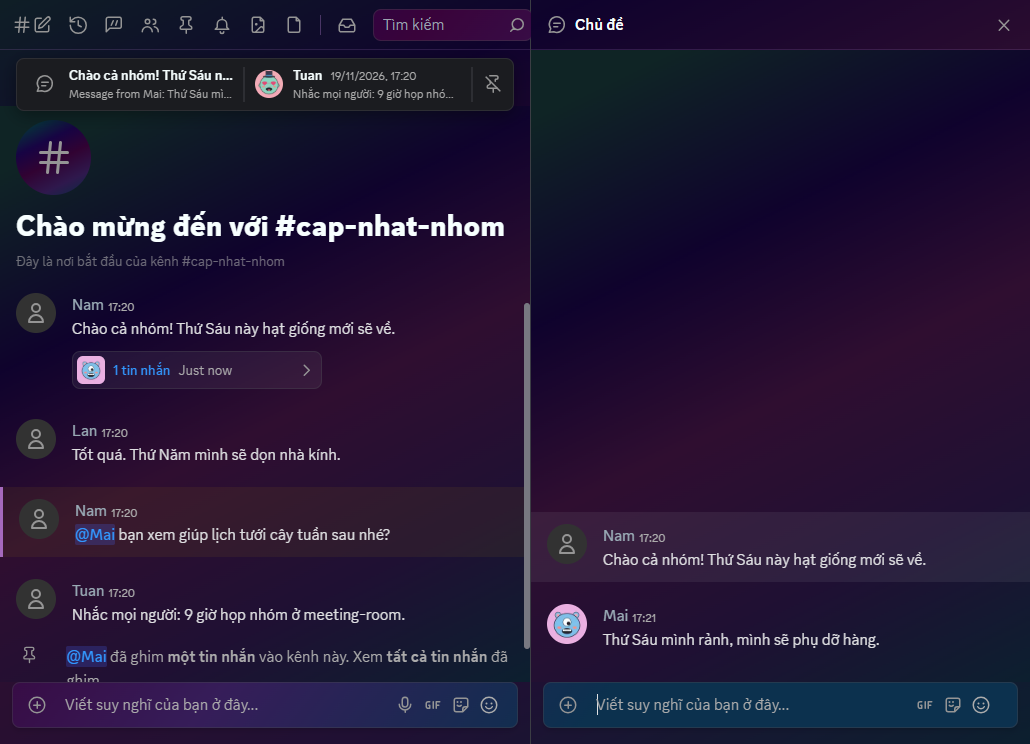 Tìm kiếm
Chào cả nhóm! Thứ Sáu n...
Message from Mai: Thứ Sáu mì...
Tuan 19/11/2026, 17:20
Nhắc mọi người: 9 giờ họp nhó...
#
Chào mừng đến với #cap-nhat-nhom
Đây là nơi bắt đầu của kênh #cap-nhat-nhom
Nam 17:20
Chào cả nhóm! Thứ Sáu này hạt giống mới sẽ về.
1 tin nhắn Just now
Lan 17:20
Tốt quá. Thứ Năm mình sẽ dọn nhà kính.
Nam 17:20
@Mai bạn xem giúp lịch tưới cây tuần sau nhé?
Tuan 17:20
Nhắc mọi người: 9 giờ họp nhóm ở meeting-room.
@Mai đã ghim một tin nhắn vào kênh này. Xem tất cả tin nhắn đã
ghim.
Viết suy nghĩ của bạn ở đây...
GIF
Chủ đề
Nam 17:20
Chào cả nhóm! Thứ Sáu này hạt giống mới sẽ về.
Mai 17:21
Thứ Sáu mình rảnh, mình sẽ phụ dỡ hàng.
Viết suy nghĩ của bạn ở đây...
GIF